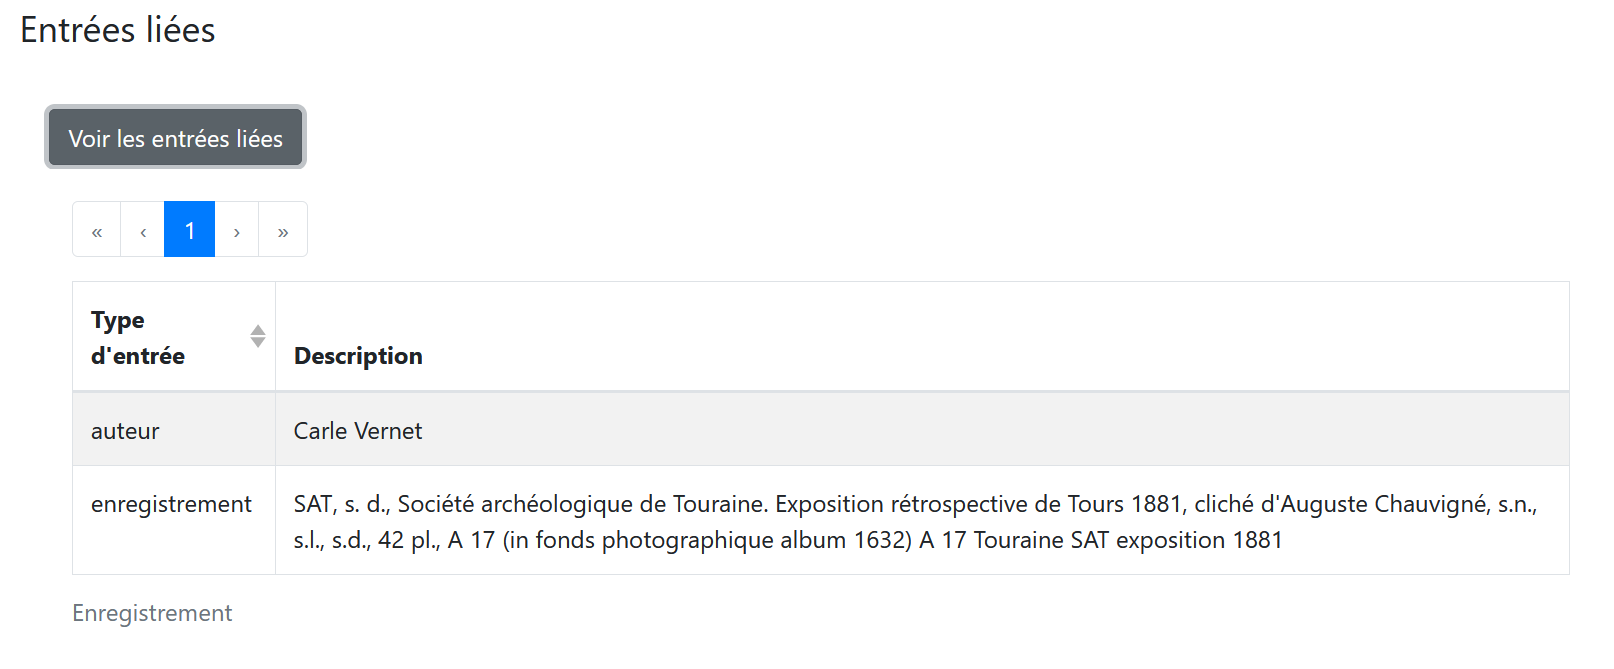 Entrées liées
Voir les entrées liées
« ‹ 1 › »
Type
d'entrée
Description
auteur
Carle Vernet
enregistrement
SAT, s. d., Société archéologique de Touraine. Exposition rétrospective de Tours 1881, cliché d'Auguste Chauvigné, s.n.,
s.l., s.d., 42 pl., A 17 (in fonds photographique album 1632) A 17 Touraine SAT exposition 1881
Enregistrement